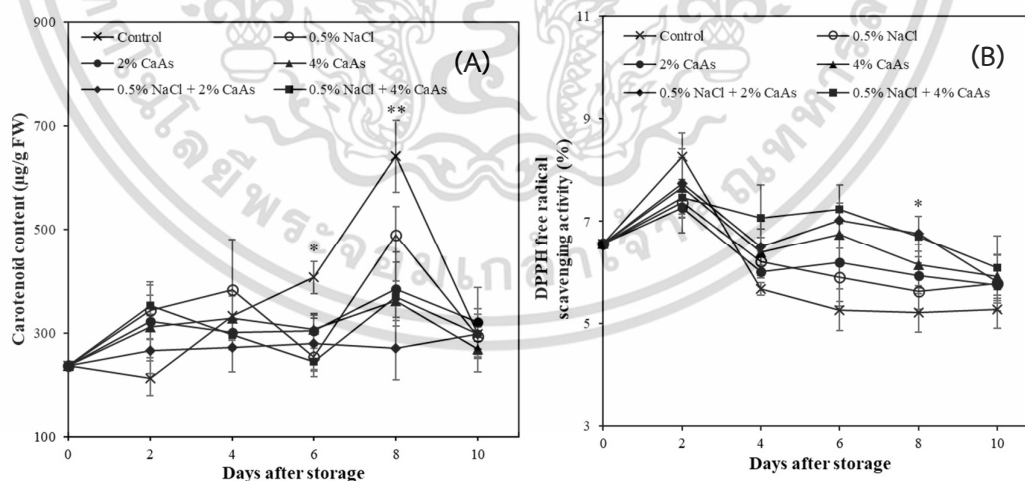 900
Control
0.5% NaCl
2% CaAs
4% CaAs
0.5% NaCl + 2% CaAs
0.5% NaCl + 4% CaAs
(A)
**
*
700
500
300
100
Carotenoid content (µg/g FW)
0 2 4 6 8 10
Days after storage
11
Control
0.5% NaCl
2% CaAs
4% CaAs
0.5% NaCl + 2% CaAs
0.5% NaCl + 4% CaAs
(B)
*
9
7
5
3
DPPH free radical
scavenging activity (%)
0 2 4 6 8 10
Days after storage